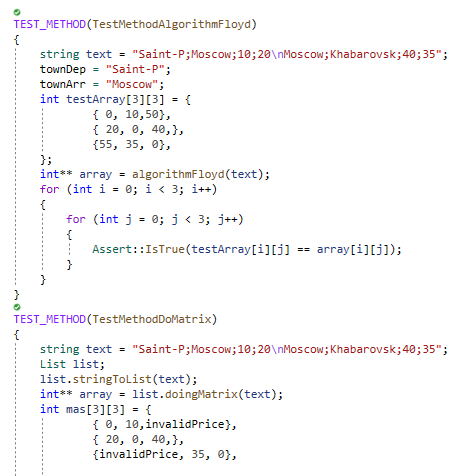 TEST_METHOD(TestMethodAlgorithmFloyd)
{
string text = "Saint-P;Moscow;10;20\nMoscow;Khabarovsk;40;35";
townDep = "Saint-P";
townArr = "Moscow";
int testArray[3][3] = {
{ 0, 10,50},
{ 20, 0, 40,},
{55, 35, 0},
};
int** array = algorithmFloyd(text);
for (int i = 0; i < 3; i++)
{
for (int j = 0; j < 3; j++)
{
Assert::IsTrue(testArray[i][j] == array[i][j]);
}
}
}
TEST_METHOD(TestMethodDoMatrix)
{
string text = "Saint-P;Moscow;10;20\nMoscow;Khabarovsk;40;35";
List list;
list.stringToList(text);
int** array = list.doingMatrix(text);
int mas[3][3] = {
{ 0, 10,invalidPrice},
{ 20, 0, 40,},
{invalidPrice, 35, 0},